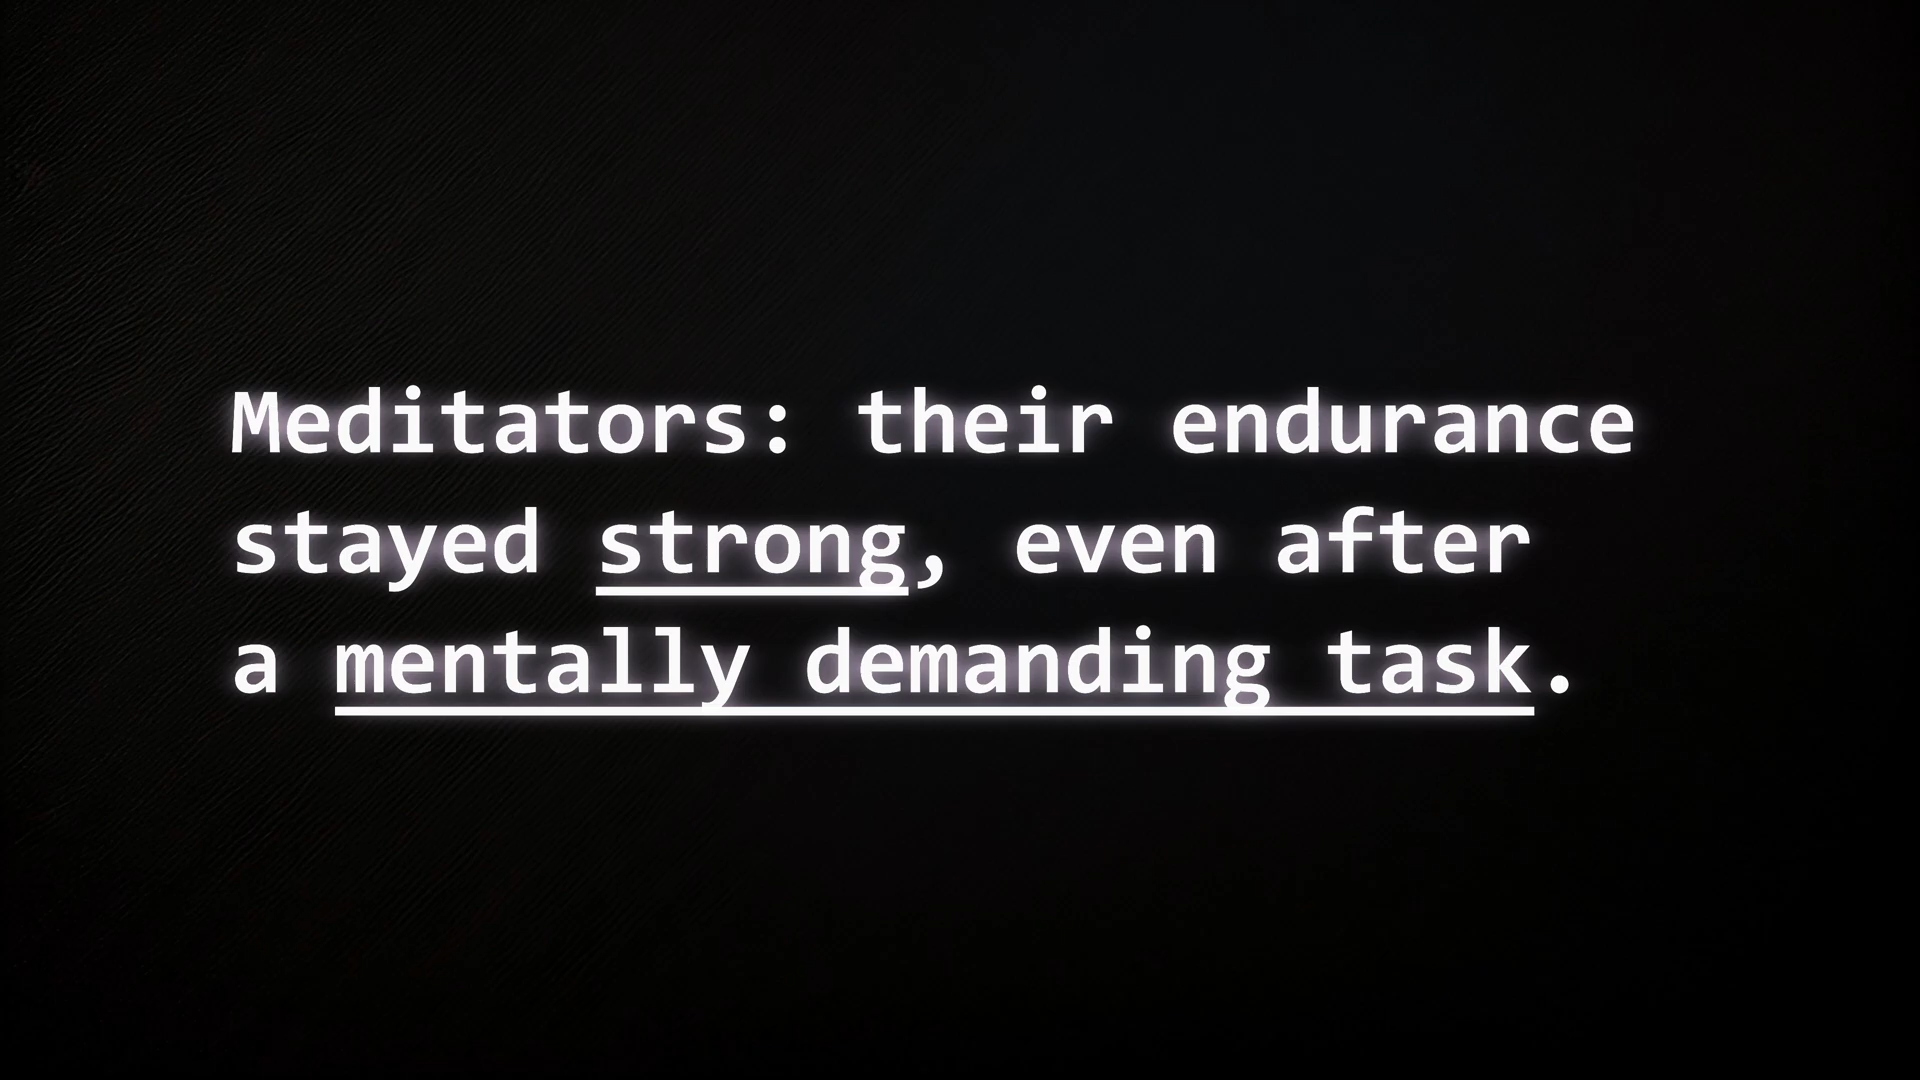 Meditators: their endurance
stayed strong, even after
a mentally demanding task.